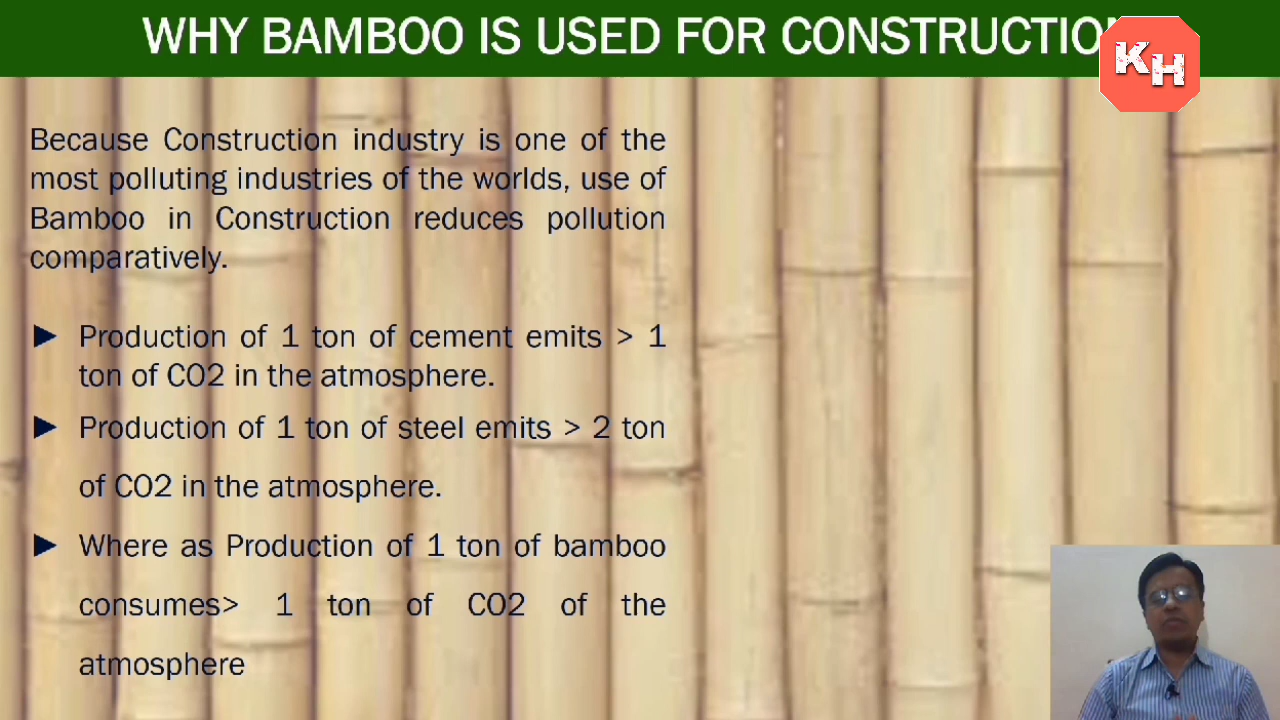 WHY BAMBOO IS USED FOR CONSTRUCTION
KH
Because Construction industry is one of the
most polluting industries of the worlds, use of
Bamboo in Construction reduces pollution
comparatively.
► Production of 1 ton of cement emits > 1
ton of CO2 in the atmosphere.
► Production of 1 ton of steel emits > 2 ton
of CO2 in the atmosphere.
► Where as Production of 1 ton of bamboo
consumes> 1 ton of CO2 of the
atmosphere